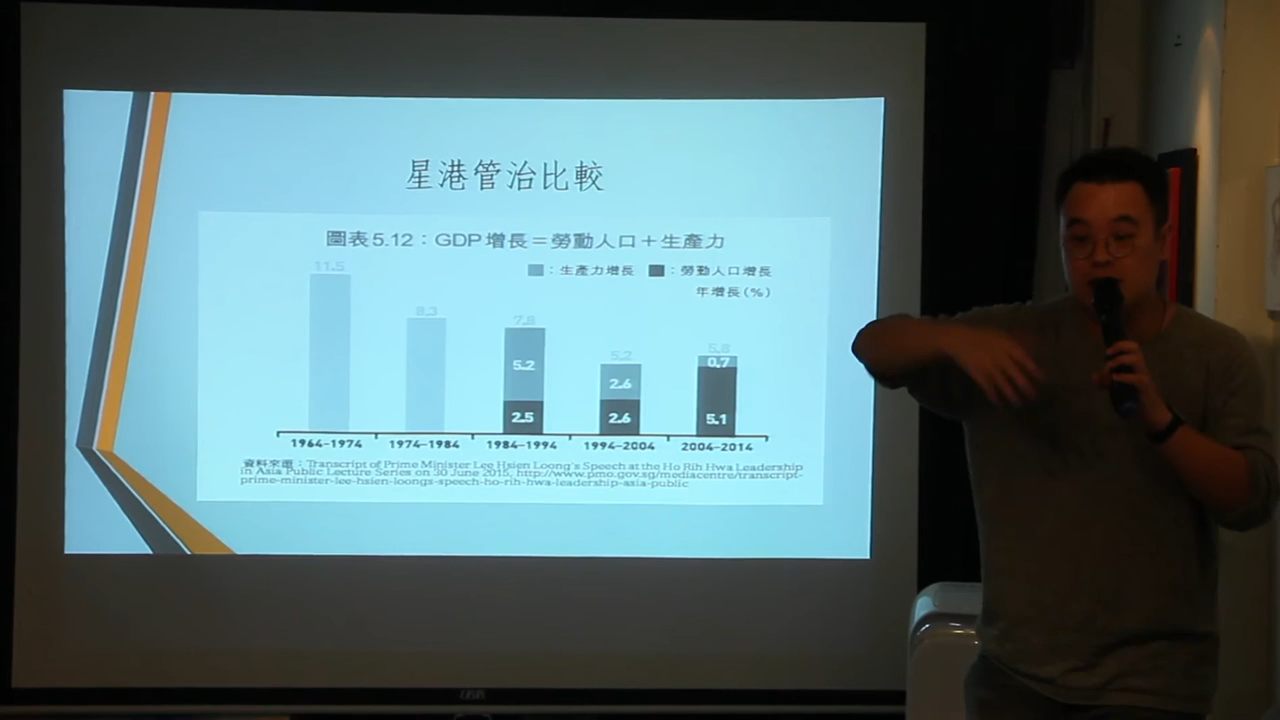 星港管治比較
圖表5.12：GDP增長＝勞動人口＋生產力
：生產力增長 ：勞動人口增長
年增長(%)
11.5
8.3
7.8
5.2
5.8
5.2
2.6
0.7
2.5
2.6
5.1
1964–1974 1974–1984 1984–1994 1994–2004 2004–2014
資料來源：Transcript of Prime Minister Lee Hsien Loong's Speech at the Ho Rih Hwa Leadership
in Asia Public Lecture Series on 30 June 2015, http://www.pmo.gov.sg/mediacentre/transcript-
prime-minister-lee-hsien-loongs-speech-ho-rih-hwa-leadership-asia-public